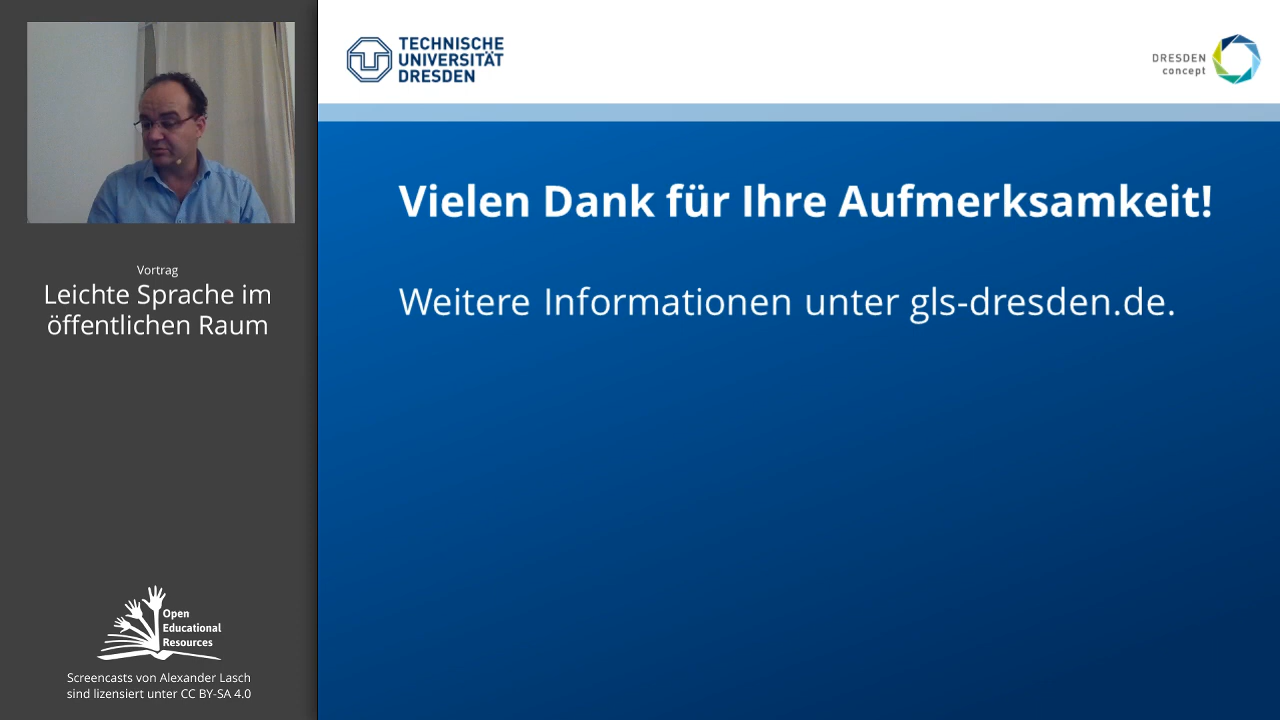 Vortrag
Leichte Sprache im
öffentlichen Raum
Open
Educational
Resources
Screencasts von Alexander Lasch
sind lizensiert unter CC BY-SA 4.0
TECHNISCHE
UNIVERSITÄT
DRESDEN
DRESDEN
concept
Vielen Dank für Ihre Aufmerksamkeit!
Weitere Informationen unter gls-dresden.de.